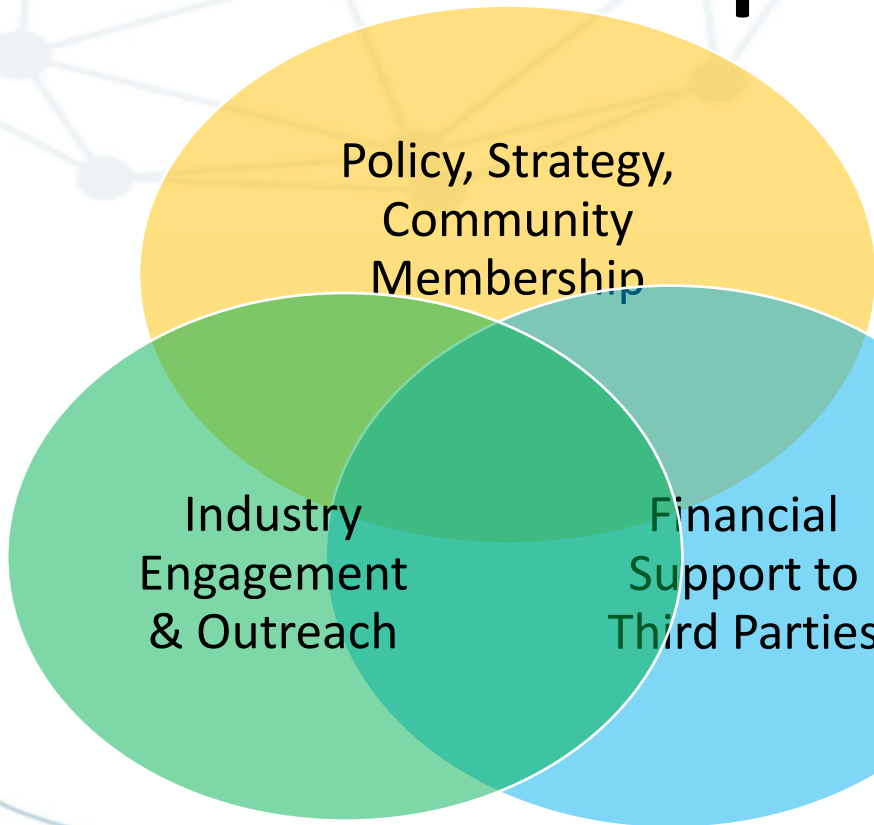 Policy, Strategy,
Community
Membership
Industry
Engagement
& Outreach
Financial
Support to
Third Parties